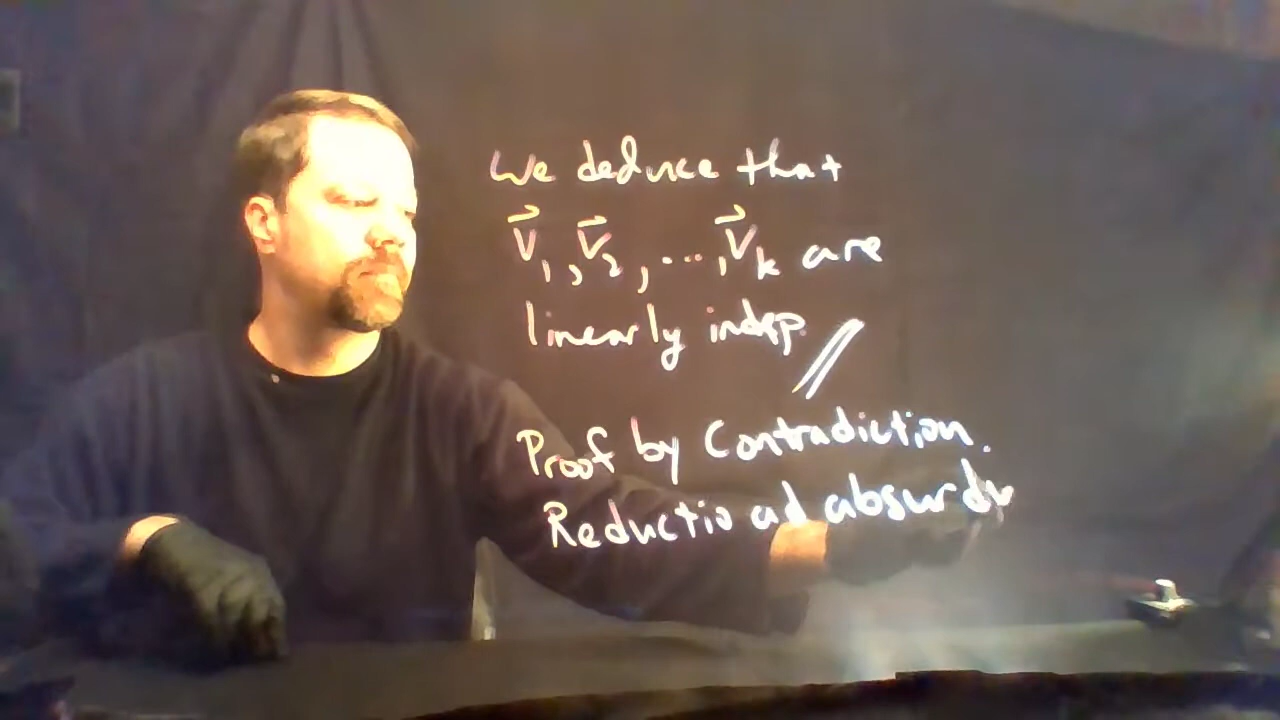 We deduce that
v⃗₁, v⃗₂, ..., v⃗ₖ are
linearly indep. //
Proof by Contradiction.
Reductio ad absurdu